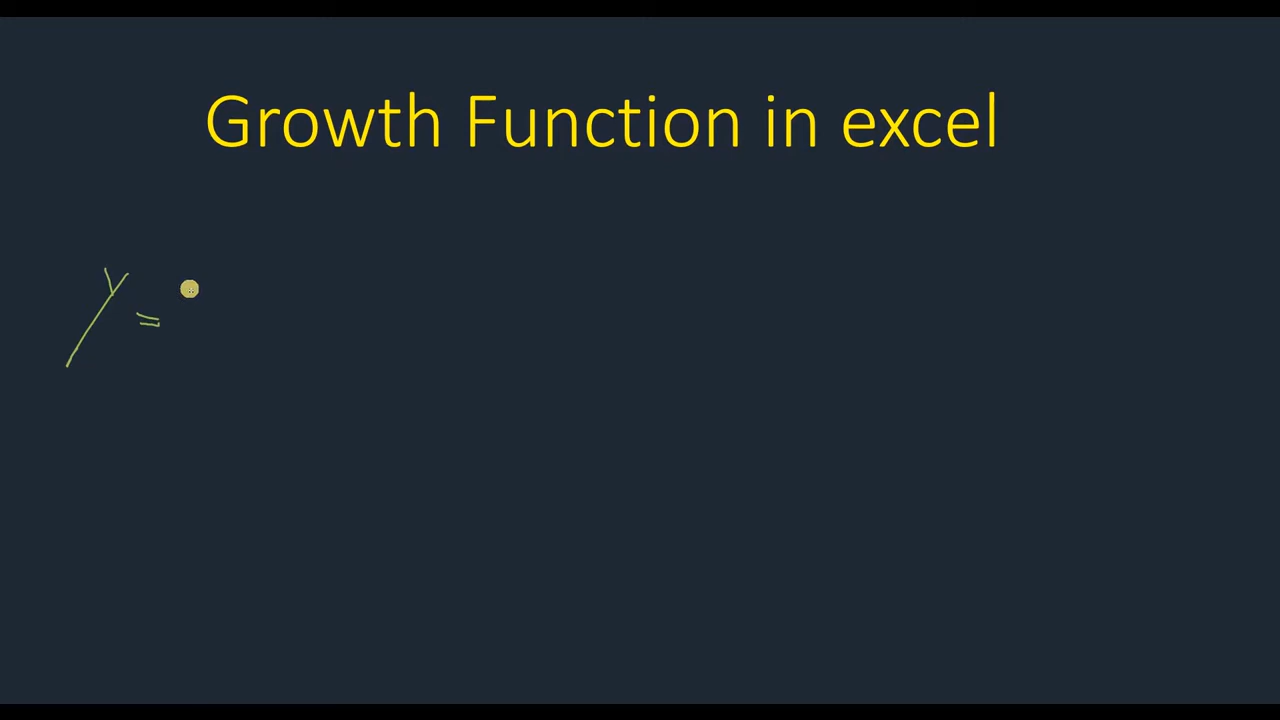 Growth Function in excel
y =